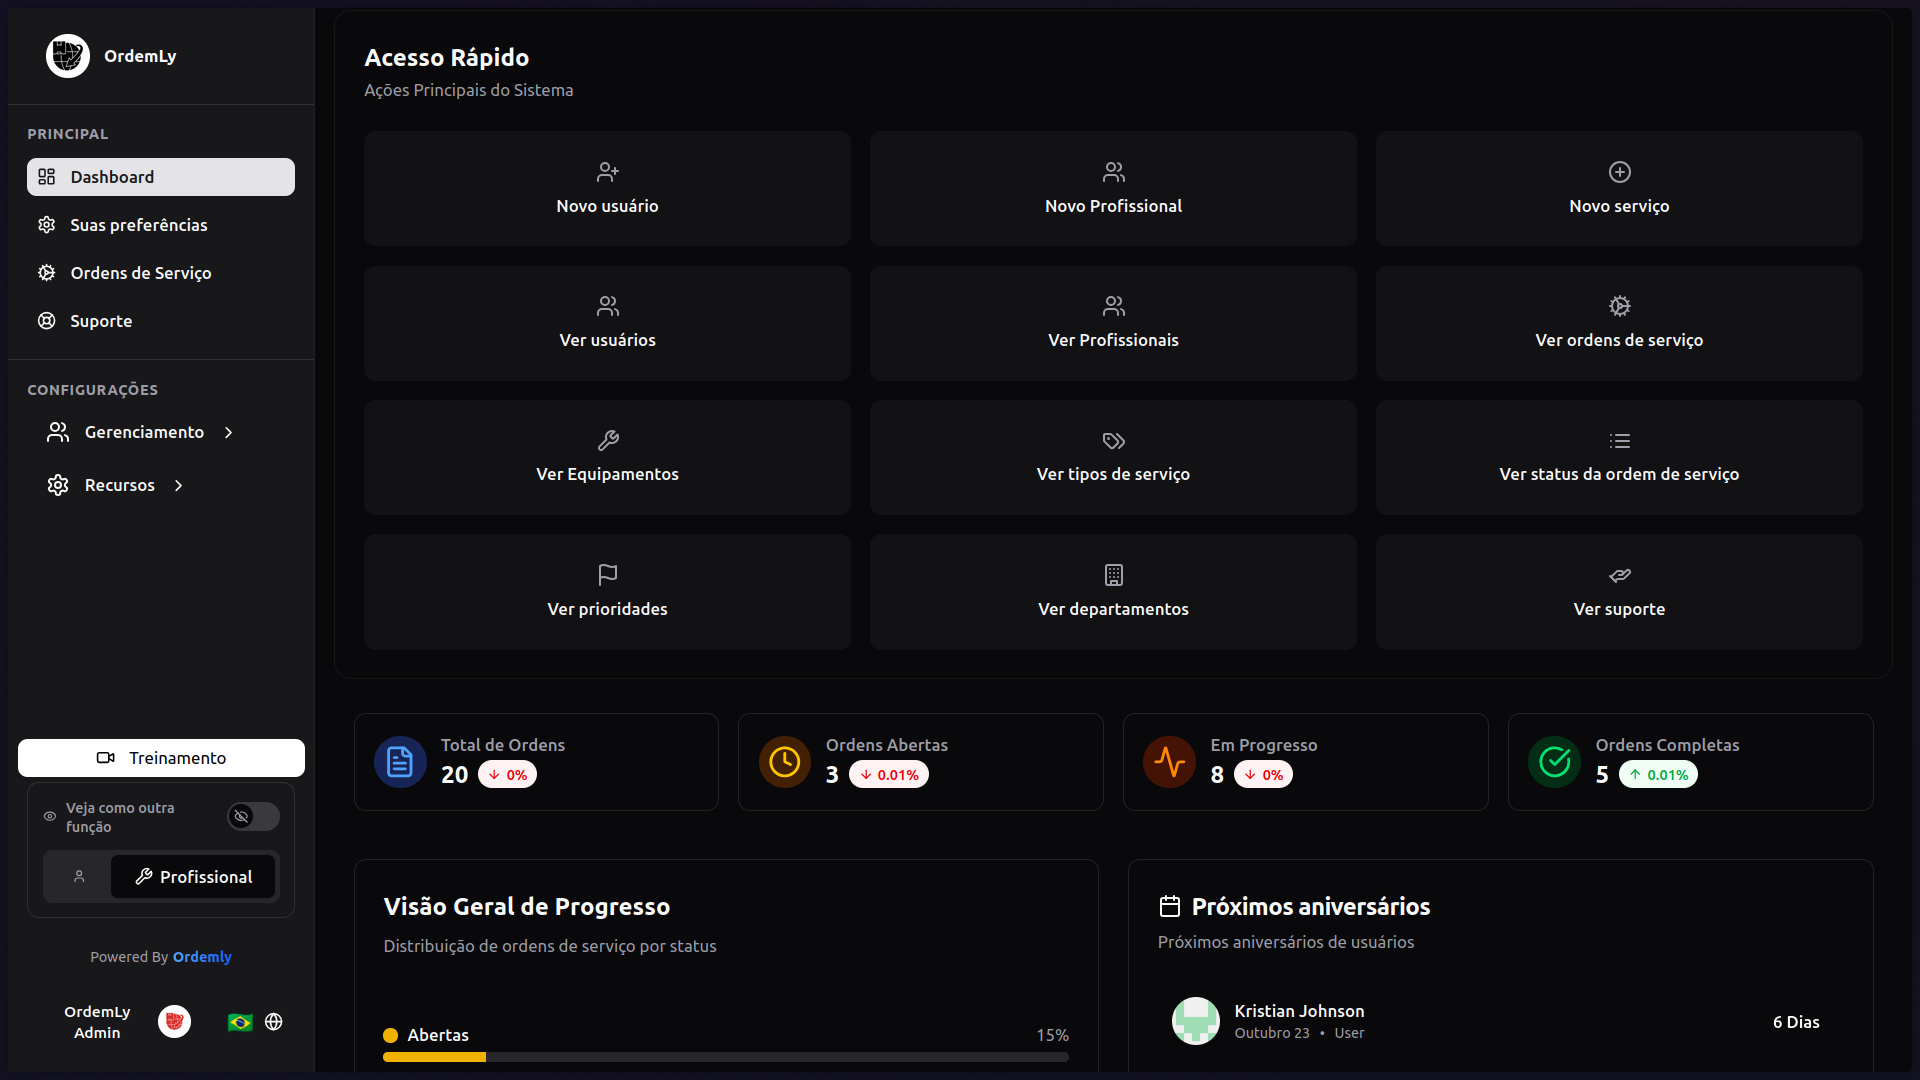 OrdemLy
PRINCIPAL
Dashboard
Suas preferências
Ordens de Serviço
Suporte
CONFIGURAÇÕES
Gerenciamento
Recursos
Treinamento
Veja como outra
função
Profissional
Powered By Ordemly
OrdemLy
Admin
Acesso Rápido
Ações Principais do Sistema
Novo usuário
Novo Profissional
Novo serviço
Ver usuários
Ver Profissionais
Ver ordens de serviço
Ver Equipamentos
Ver tipos de serviço
Ver status da ordem de serviço
Ver prioridades
Ver departamentos
Ver suporte
Total de Ordens
20 0%
Ordens Abertas
3 0.01%
Em Progresso
8 0%
Ordens Completas
5 0.01%
Visão Geral de Progresso
Distribuição de ordens de serviço por status
Abertas 15%
Próximos aniversários
Próximos aniversários de usuários
Kristian Johnson
Outubro 23 • User
6 Dias